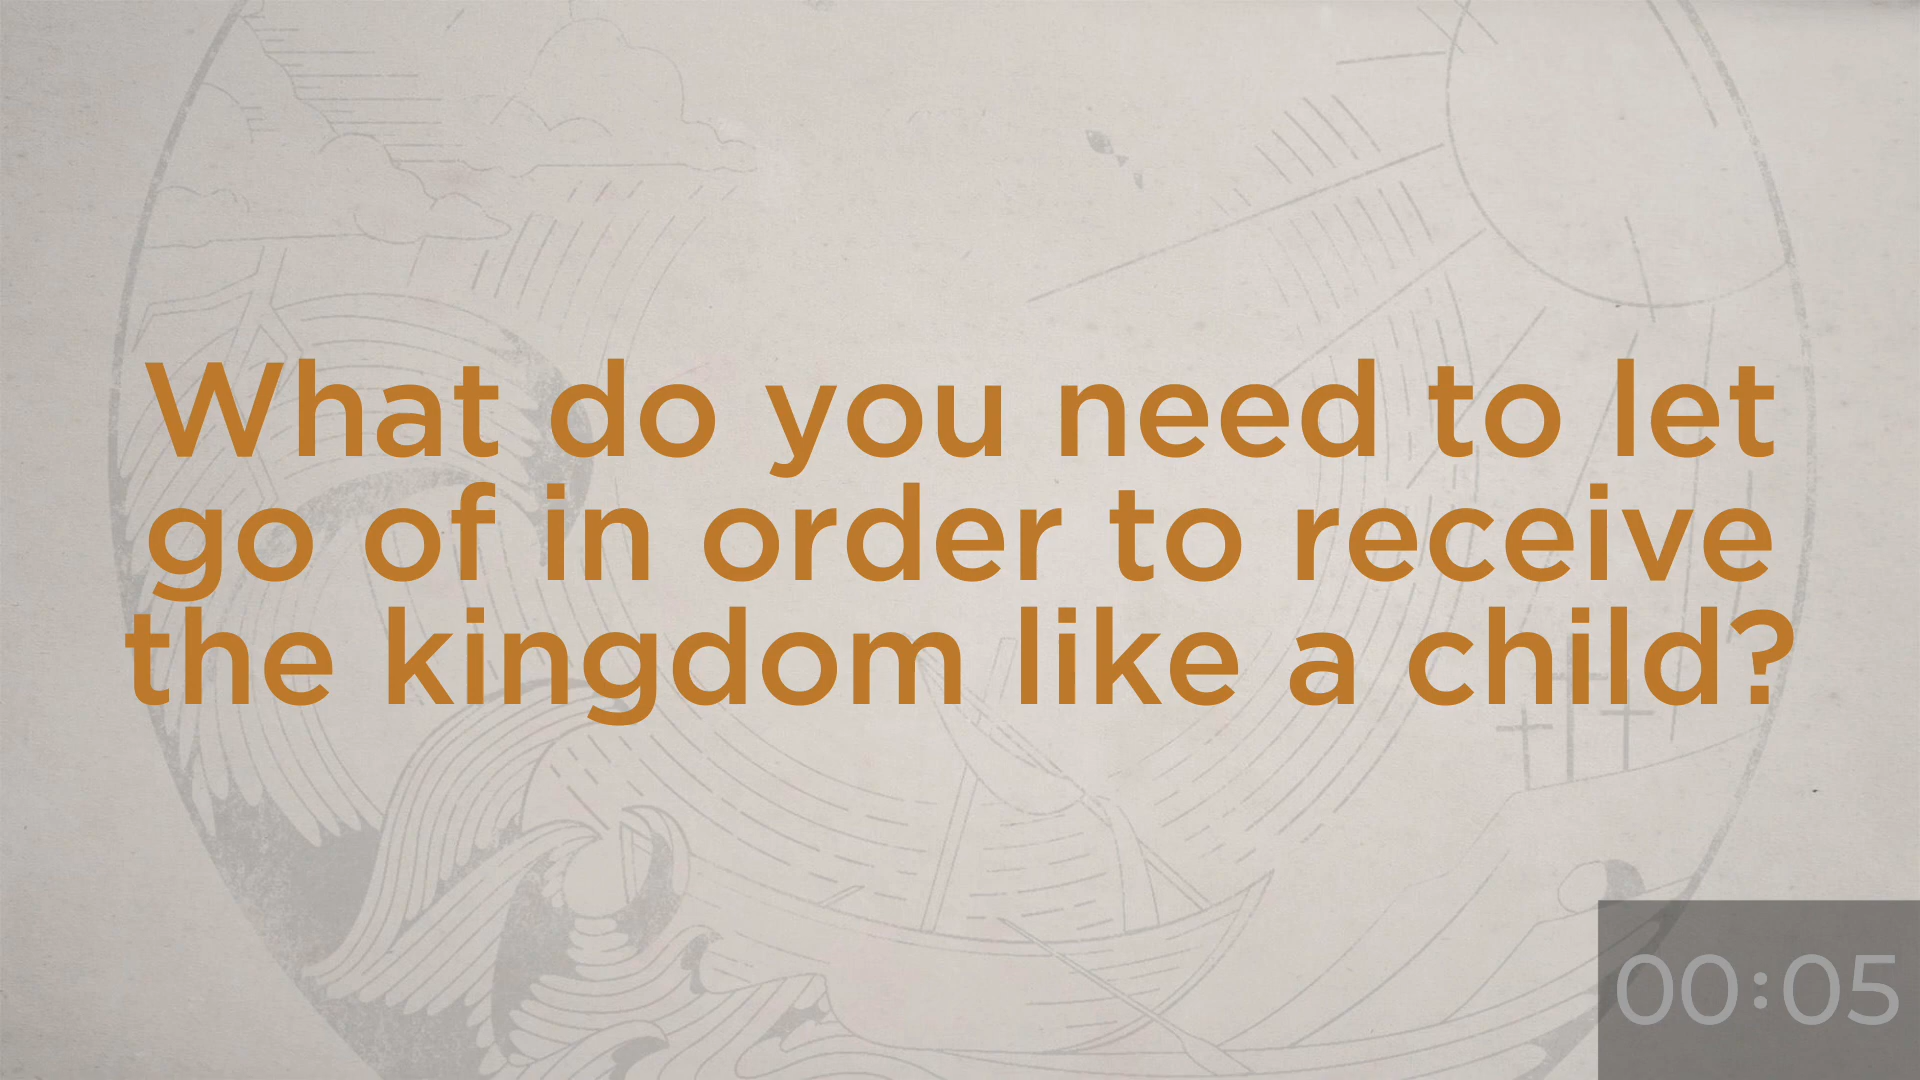 What do you need to let
go of in order to receive
the kingdom like a child?
00:05